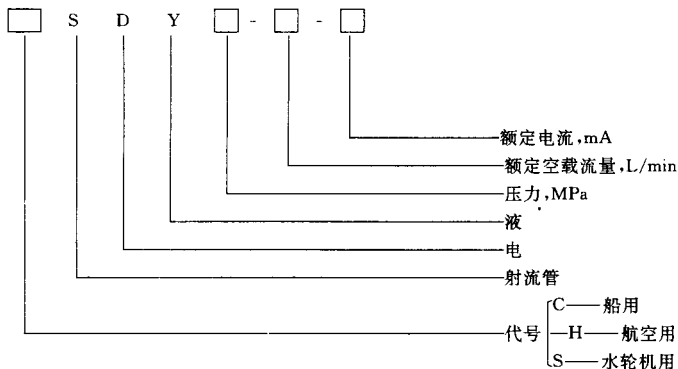 □ S D Y □ - □ - □
额定电流,mA
额定空载流量,L/min
压力,MPa
液
电
射流管
C——船用
代号 H——航空用
S——水轮机用